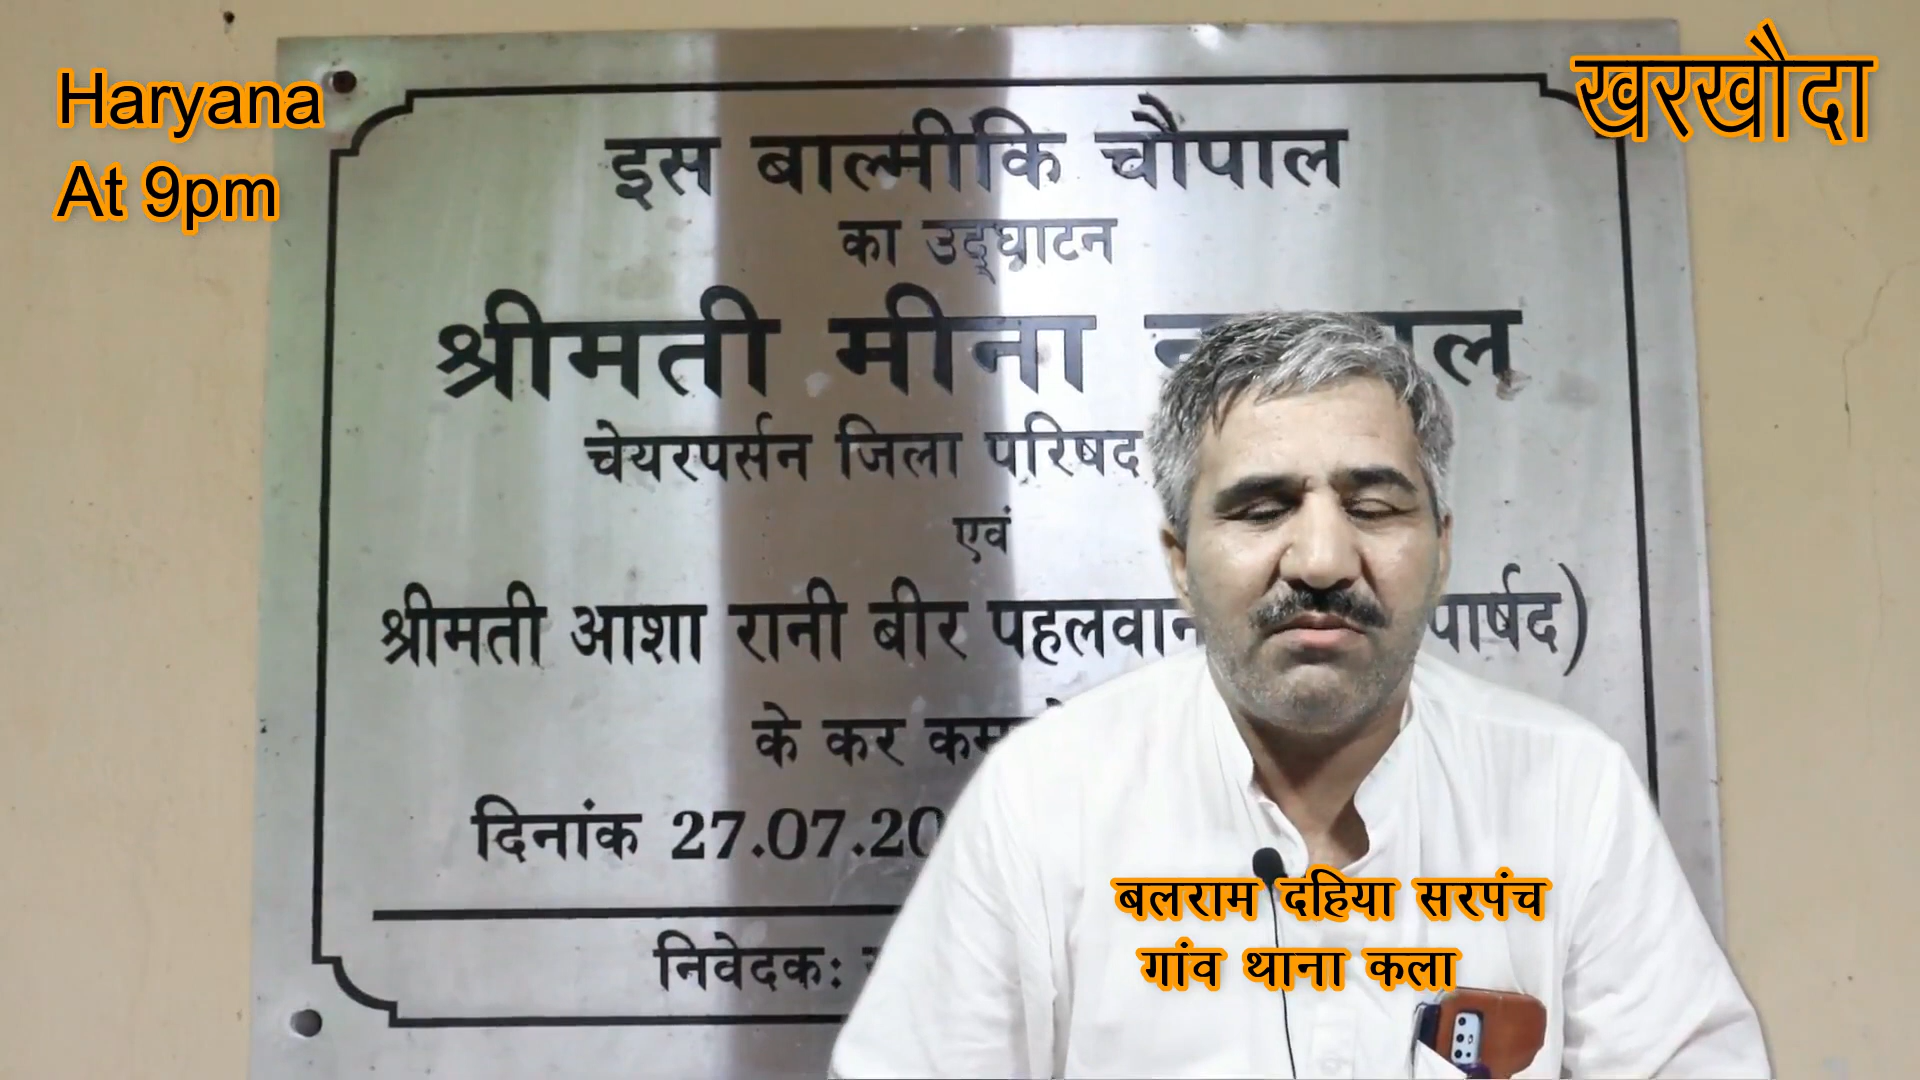 Haryana
At 9pm
खरखौदा
इस बाल्मीकि चौपाल
का उद्घाटन
श्रीमती मीना
चेयरपर्सन जिला परिषद
एवं
श्रीमती आशा रानी बीर पहलवान पार्षद)
के कर
दिनांक 27.07.20
निवेदक:
बलराम दहिया सरपंच
गांव थाना कला